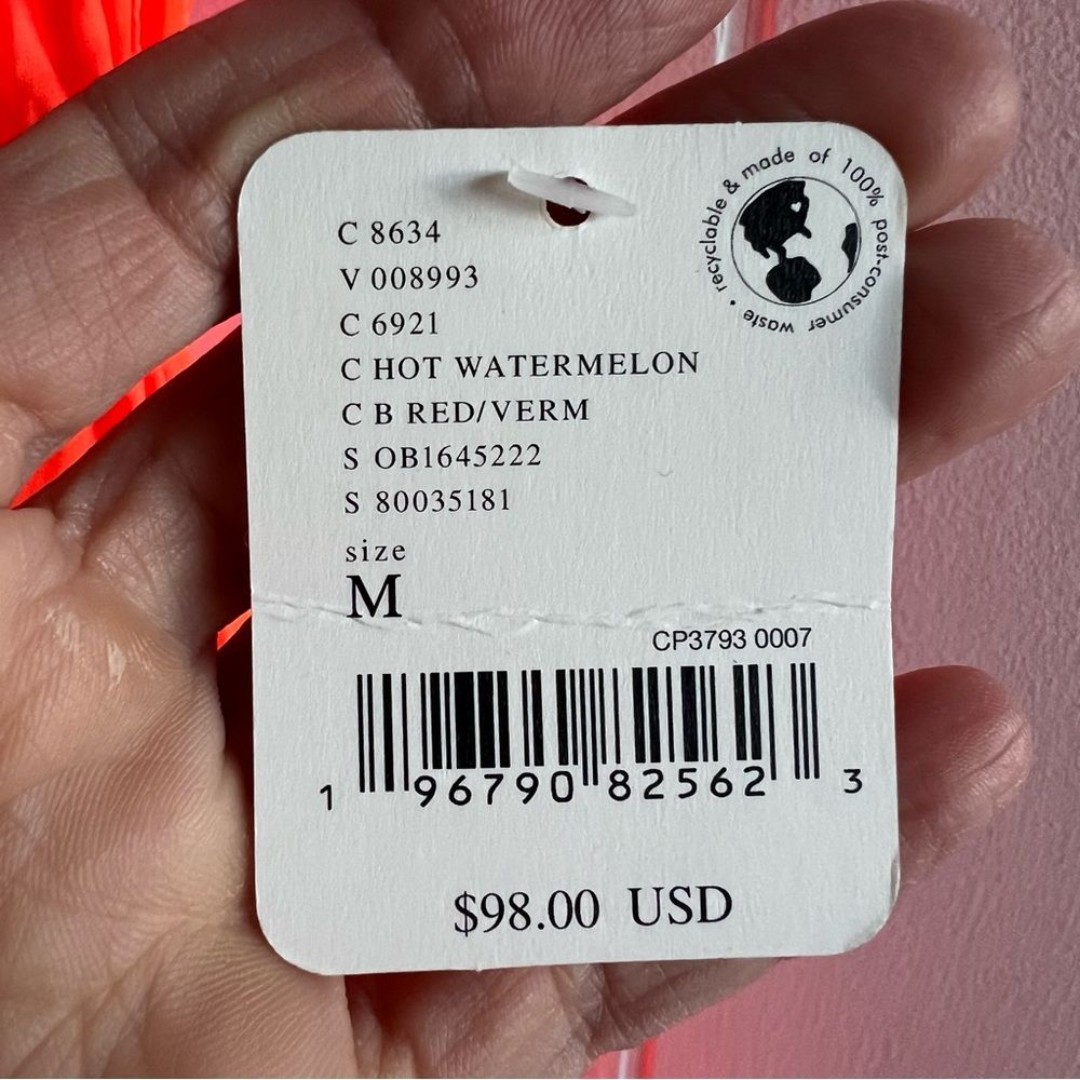 C 8634
V 008993
C 6921
C HOT WATERMELON
C B RED/VERM
S OB1645222
S 80035181
size
M
recyclable & made of 100% post-consumer waste •
CP3793 0007
1 96790 82562 3
$98.00 USD